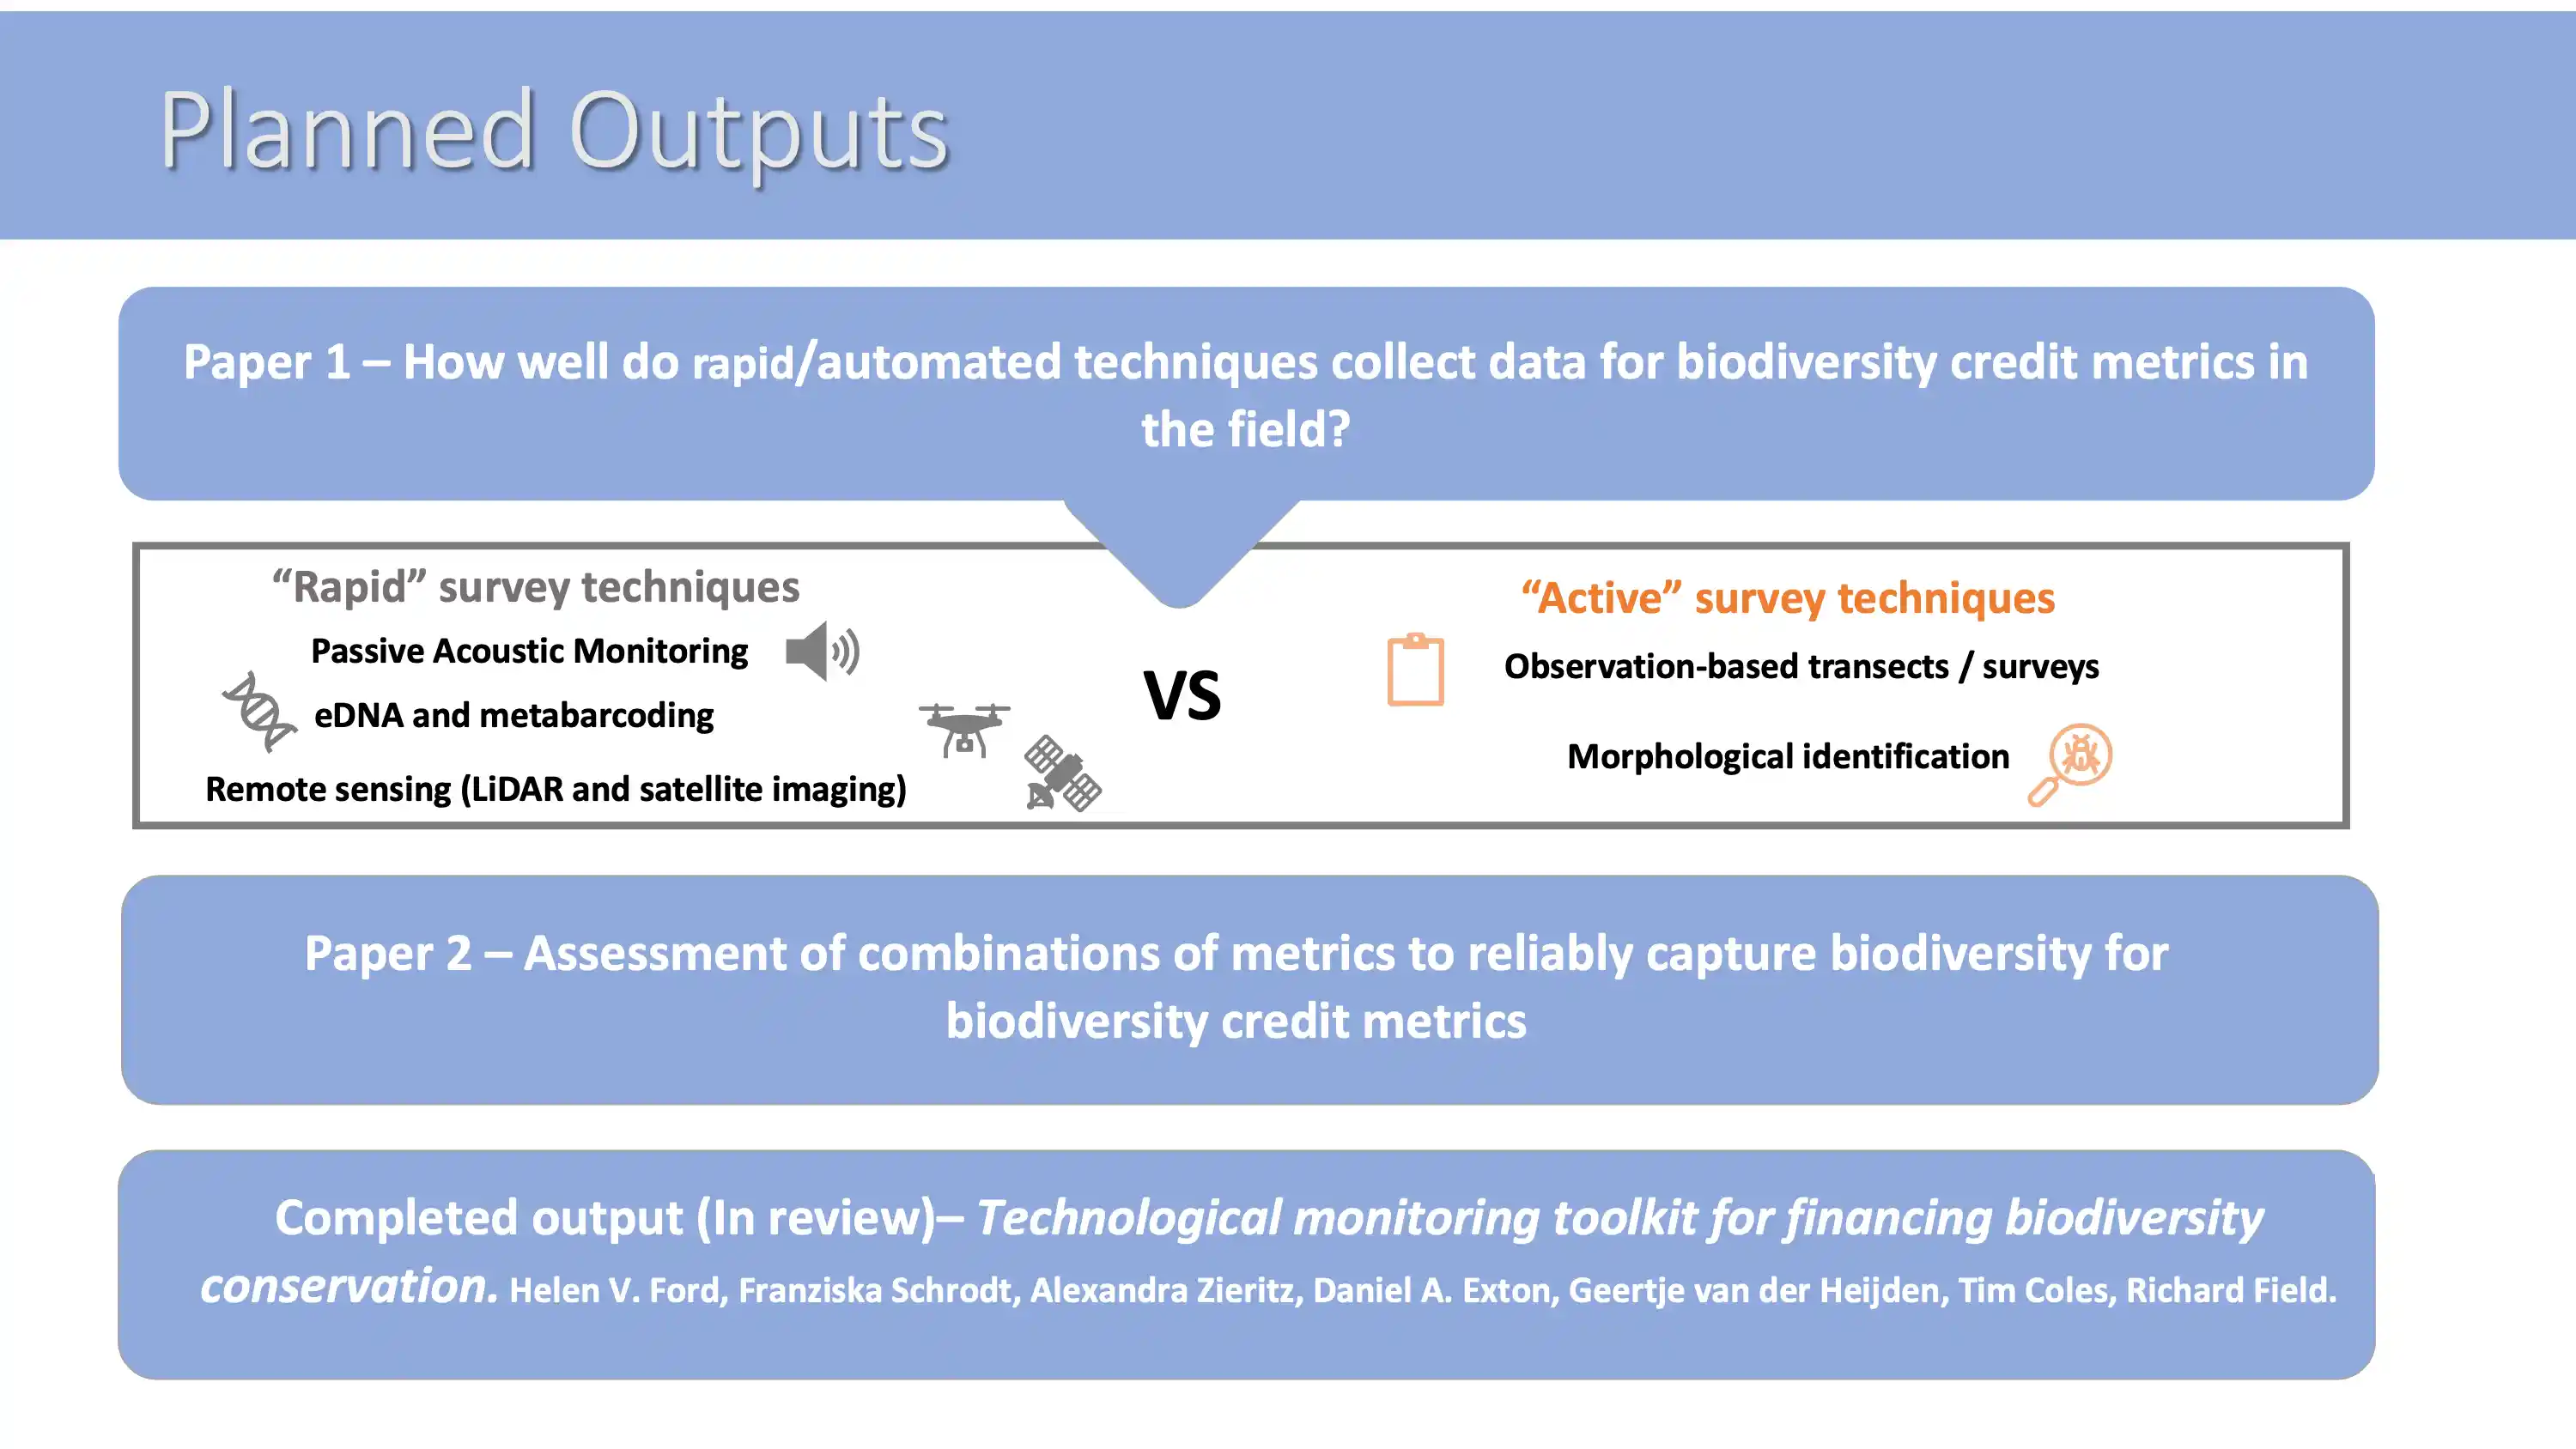 Planned Outputs
Paper 1 – How well do rapid/automated techniques collect data for biodiversity credit metrics in
the field?
“Rapid” survey techniques
Passive Acoustic Monitoring
eDNA and metabarcoding
Remote sensing (LiDAR and satellite imaging)
VS
“Active” survey techniques
Observation-based transects / surveys
Morphological identification
Paper 2 – Assessment of combinations of metrics to reliably capture biodiversity for
biodiversity credit metrics
Completed output (In review)– Technological monitoring toolkit for financing biodiversity
conservation. Helen V. Ford, Franziska Schrodt, Alexandra Zieritz, Daniel A. Exton, Geertje van der Heijden, Tim Coles, Richard Field.